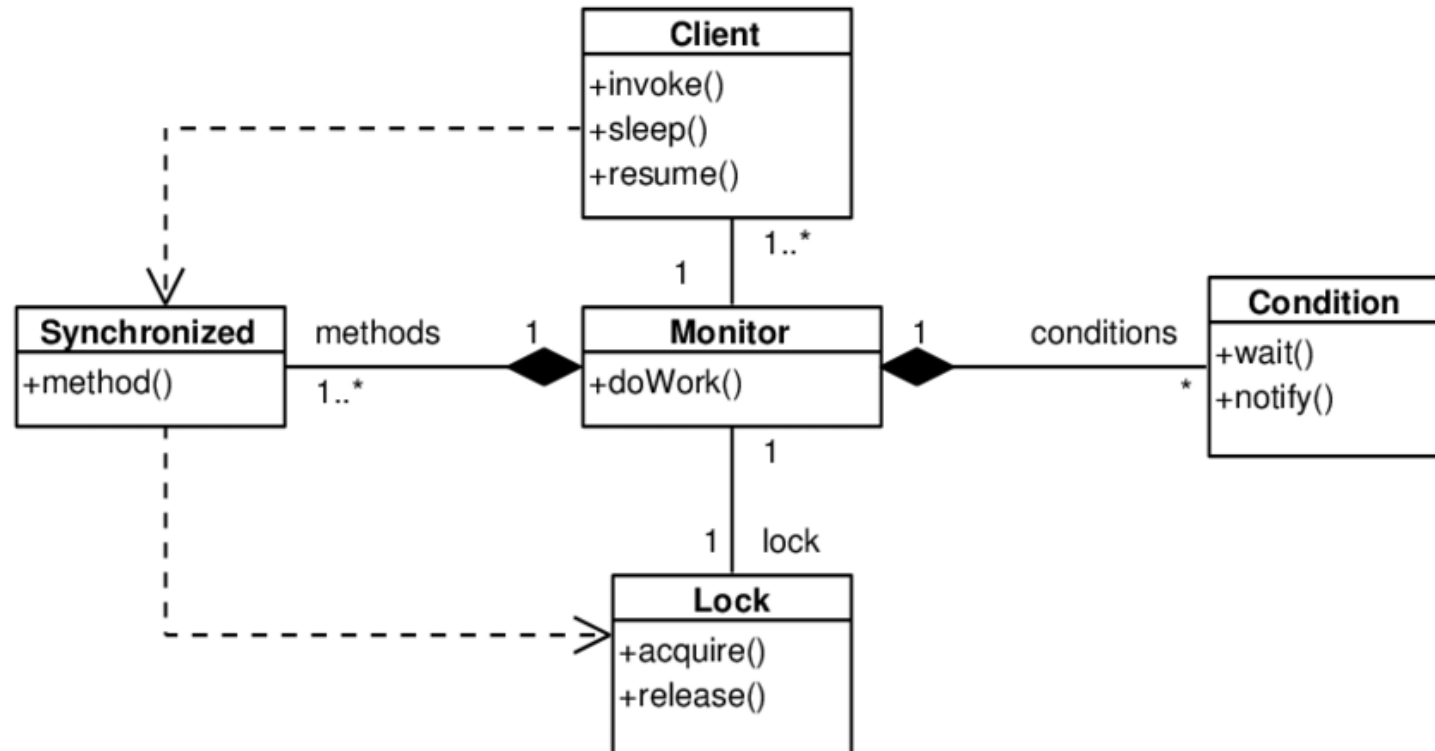 Client
+invoke()
+sleep()
+resume()
1..*
1
Synchronized
+method()
methods
1
1..*
Monitor
+doWork()
1
conditions
*
Condition
+wait()
+notify()
1
1 lock
Lock
+acquire()
+release()